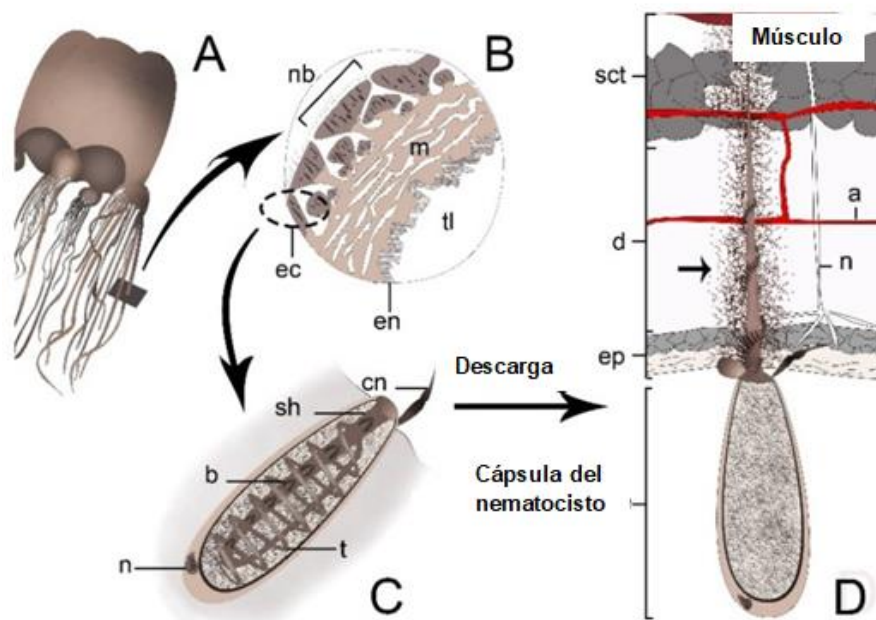 A
nb
B
m
tl
ec
en
cn
sh
b
n
t
C
Descarga
Cápsula del
nematocisto
Músculo
sct
a
d
n
ep
D